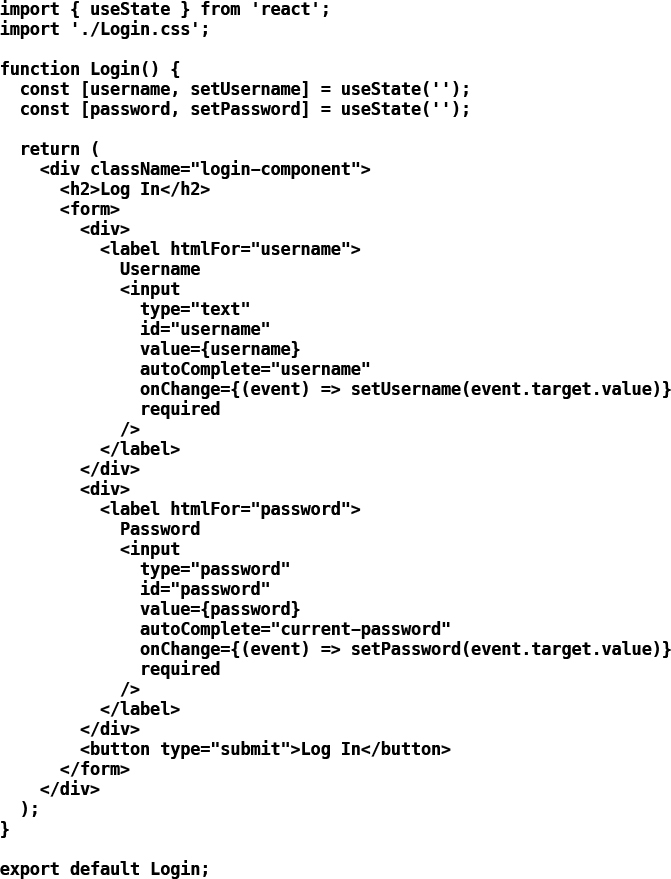 import { useState } from 'react';
import './Login.css';

function Login() {
  const [username, setUsername] = useState('');
  const [password, setPassword] = useState('');

  return (
    <div className="login-component">
      <h2>Log In</h2>
      <form>
        <div>
          <label htmlFor="username">
            Username
            <input
              type="text"
              id="username"
              value={username}
              autoComplete="username"
              onChange={(event) => setUsername(event.target.value)}
              required
            />
          </label>
        </div>
        <div>
          <label htmlFor="password">
            Password
            <input
              type="password"
              id="password"
              value={password}
              autoComplete="current-password"
              onChange={(event) => setPassword(event.target.value)}
              required
            />
          </label>
        </div>
        <button type="submit">Log In</button>
      </form>
    </div>
  );
}

export default Login;